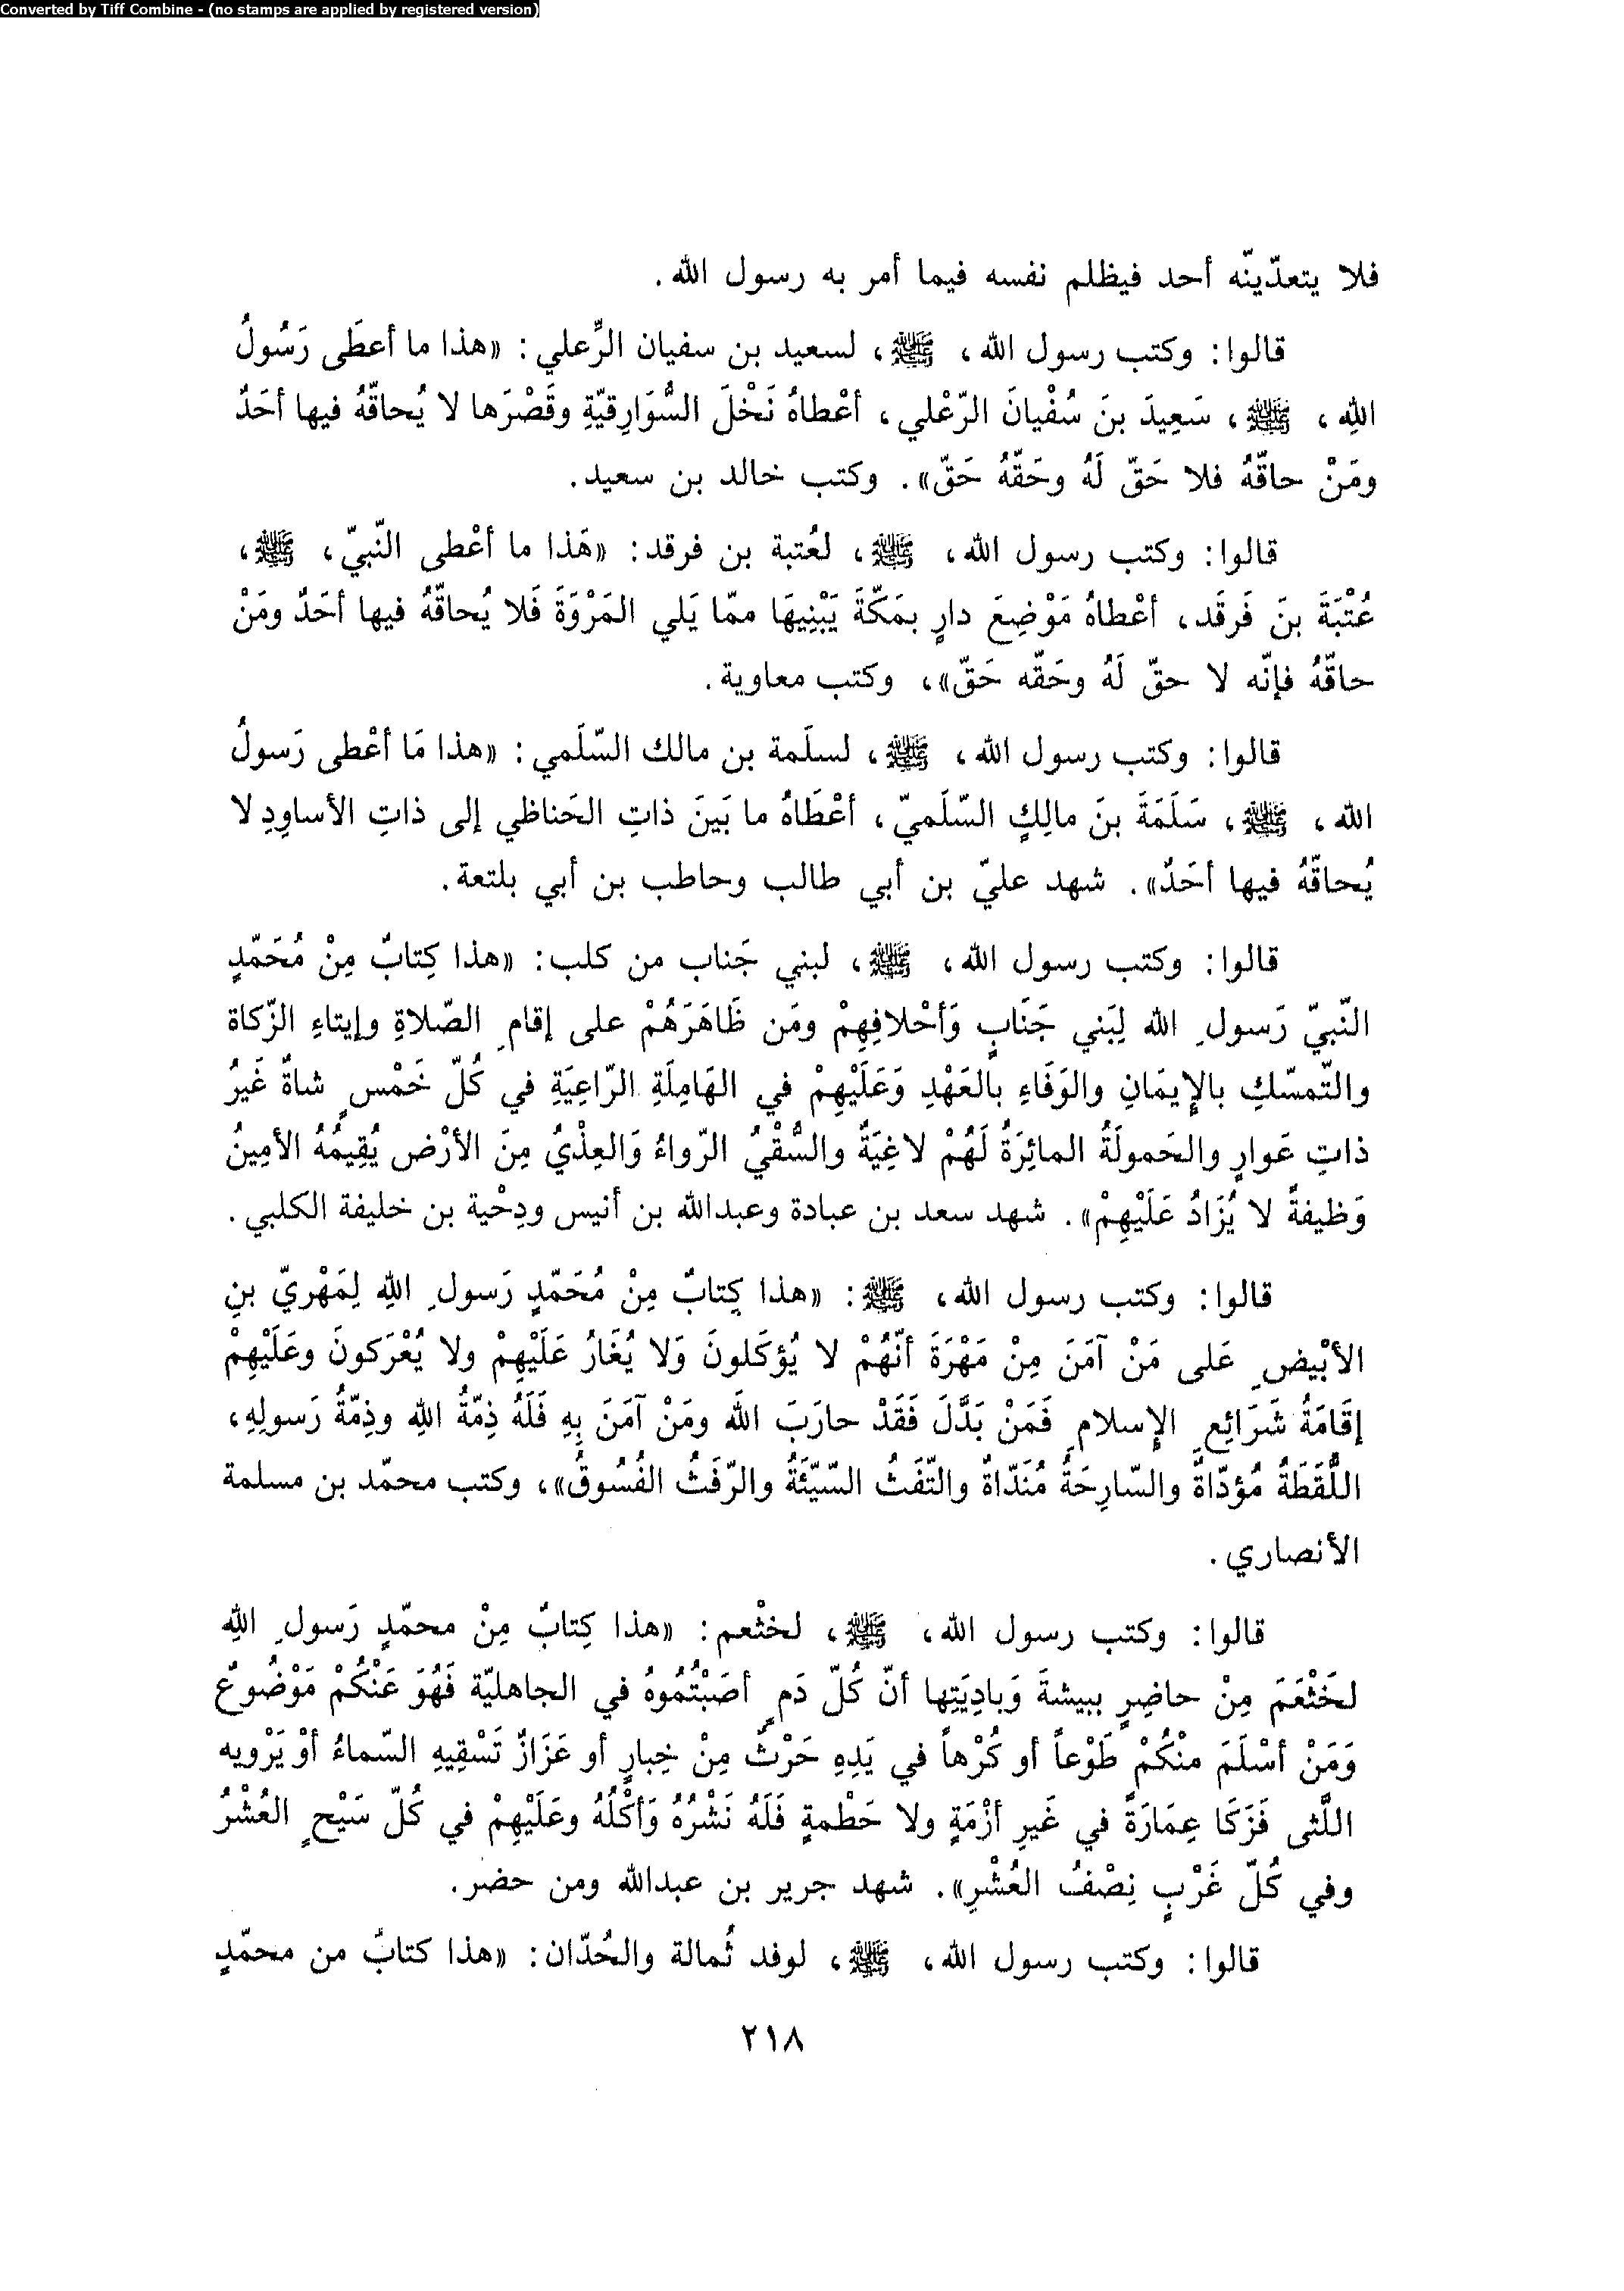 Converted by Tiff Combine - (no stamps are applied by registered version)
فلا يتعدّينّه أحد فيظلم نفسه فيما أمر به رسول الله.
قالوا: وكتب رسول الله، ﷺ، لسعيد بن سفيان الرِّعلي: «هذا ما أعطَى رَسُولُ
اللهِ، ﷺ، سَعِيدَ بنَ سُفْيانَ الرّعْلي، أعْطاهُ نَخْلَ السُّوَارِقيّةِ وقَصْرَها لا يُحاقّهُ فيها أحَدٌ
ومَنْ حاقّهُ فلا حَقّ لَهُ وحَقّهُ حَقّ». وكتب خالد بن سعيد.
قالوا: وكتب رسول الله، ﷺ، لعُتبة بن فرقد: «هَذا ما أعْطى النّبيّ، ﷺ،
عُتْبَةَ بنَ فَرقَد، أعْطاهُ مَوْضِعَ دارٍ بمَكّةَ يَبْنِيهَا ممّا يَلي المَرْوَةَ فَلا يُحاقّهُ فيها أحَدٌ ومَنْ
حاقّهُ فإنّه لا حقّ لَهُ وحَقّه حَقّ»، وكتب معاوية.
قالوا: وكتب رسول الله، ﷺ، لسلَمة بن مالك السّلَمي: «هذا مَا أعْطى رَسولُ
الله، ﷺ، سَلَمَةَ بنَ مالِكٍ السّلَميّ، أعْطَاهُ ما بَينَ ذاتِ الحَناظي إلى ذاتِ الأساوِدِ لا
يُحاقّهُ فيها أحَدٌ». شهد عليّ بن أبي طالب وحاطب بن أبي بلتعة.
قالوا: وكتب رسول الله، ﷺ، لبني جَناب من كلب: «هذا كِتابٌ مِنْ مُحَمّدٍ
النّبيّ رَسولِ الله لِبَني جَنَابٍ وَأحْلافِهِمْ ومَن ظَاهَرَهُمْ على إقامِ الصّلاةِ وإيتاءِ الزّكاة
والتّمسّكِ بالإيمَانِ والوَفَاءِ بالعَهْدِ وَعَلَيْهِمْ في الهَامِلَةِ الرّاعِيَةِ في كُلّ خَمْسٍ شاةٌ غَيرُ
ذاتِ عَوارٍ والحَمولَةُ المائِرَةُ لَهُمْ لاغِيَةٌ والسُّقْيُ الرّواءُ وَالعِذْيُ مِنَ الأرْض يُقِيمُهُ الأمِينُ
وَظيفةً لا يُزَادُ عَلَيْهِمْ». شهد سعد بن عبادة وعبدالله بن أنيس ودِحْية بن خليفة الكلبي.
قالوا: وكتب رسول الله، ﷺ: «هذا كِتابٌ مِنْ مُحَمّدٍ رَسولِ اللهِ لِمَهْريّ بنِ
الأبْيضِ عَلى مَنْ آمَنَ مِنْ مَهْرَةَ أنّهُمْ لا يُؤكَلونَ وَلا يُغَارُ عَلَيْهِمْ ولا يُعْرَكونَ وعَلَيْهِمْ
إقَامَةُ شَرَائِعِ الإسلامِ فَمَنْ بَدَّلَ فَقَدْ حارَبَ الله ومَنْ آمَنَ بِهِ فَلَهُ ذِمّةُ اللهِ وذِمّةُ رَسولِهِ،
اللُّقَطَةُ مُؤدّاةٌ والسّارِحَةُ مُنَدّاةٌ والتّفَثُ السّيّئَةُ والرّفَثُ الفُسُوقُ»، وكتب محمّد بن مسلمة
الأنصاري.
قالوا: وكتب رسول الله، ﷺ، لخثْعم: «هذا كِتابٌ مِنْ محمّدٍ رَسولِ اللهِ
لخَثْعَمَ مِنْ حاضِرٍ ببيشةَ وَبادِيَتِها أنّ كُلّ دَمٍ أصَبْتُمُوهُ في الجاهليّة فَهُوَ عَنْكُمْ مَوْضُوعٌ
وَمَنْ أسْلَمَ منْكُمْ طَوْعاً أو كُرْهاً في يَدِهِ حَرْثٌ مِنْ خِبارٍ أو عَزَازٌ تَسْقِيهِ السّماءُ أوْ يَرْويه
اللّثى فَزَكَا عِمَارَةً في غَيرِ أزْمَةٍ ولا حَطْمةٍ فَلَهُ نَشْرُهُ وَأكْلُهُ وعَلَيْهِمْ في كُلّ سَيْحٍ العُشْرُ
وفي كُلّ غَرْبٍ نِصْفُ العُشْرِ». شهد جرير بن عبدالله ومن حضر.
قالوا: وكتب رسول الله، ﷺ، لوفد ثُمالة والحُدّان: «هذا كتابٌ من محمّدٍ
٢١٨